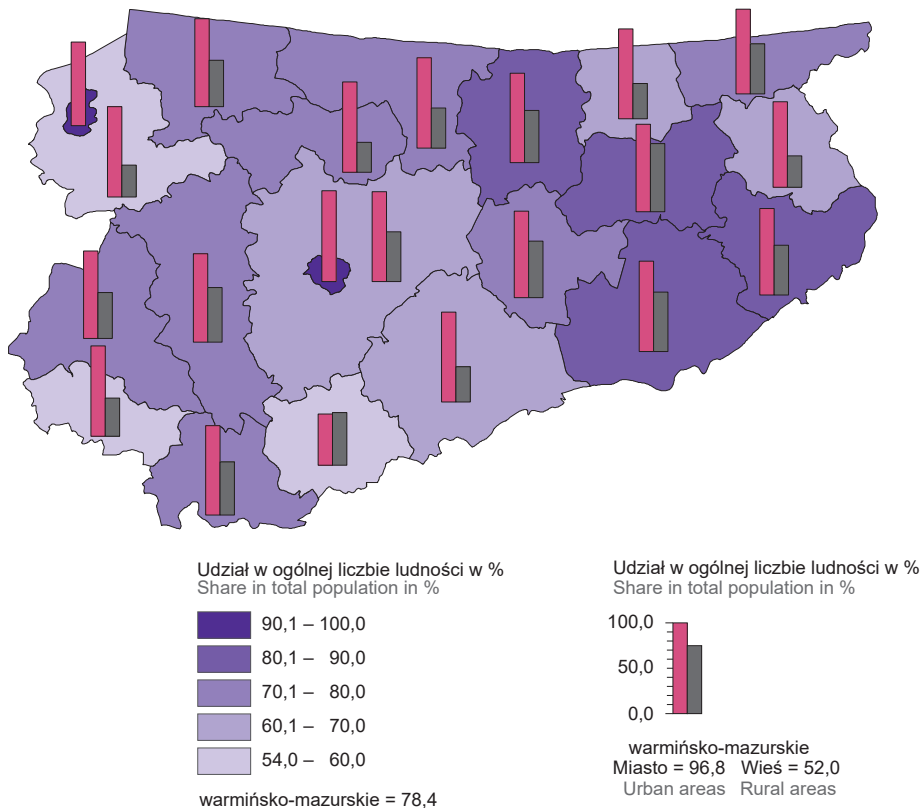 Udział w ogólnej liczbie ludności w %
Share in total population in %
90,1 – 100,0
80,1 – 90,0
70,1 – 80,0
60,1 – 70,0
54,0 – 60,0
warmińsko-mazurskie = 78,4
Udział w ogólnej liczbie ludności w %
Share in total population in %
100,0
50,0
0,0
warmińsko-mazurskie
Miasto = 96,8 Wieś = 52,0
Urban areas Rural areas